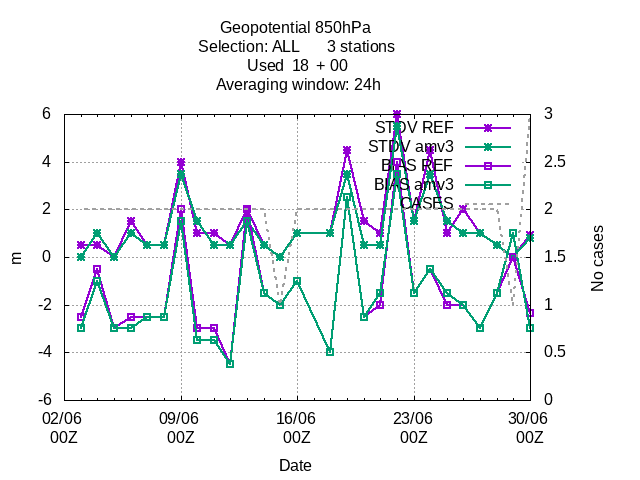 Geopotential 850hPa
Selection: ALL 3 stations
Used 18 + 00
Averaging window: 24h
6 3
STDV REF
STDV amv3
4 2.5
BIAS REF
BIAS amv3
CASES
2 2
0 1.5
m
No cases
-2 1
-4 0.5
-6 0
02/06 09/06 16/06 23/06 30/06
00Z 00Z 00Z 00Z 00Z
Date